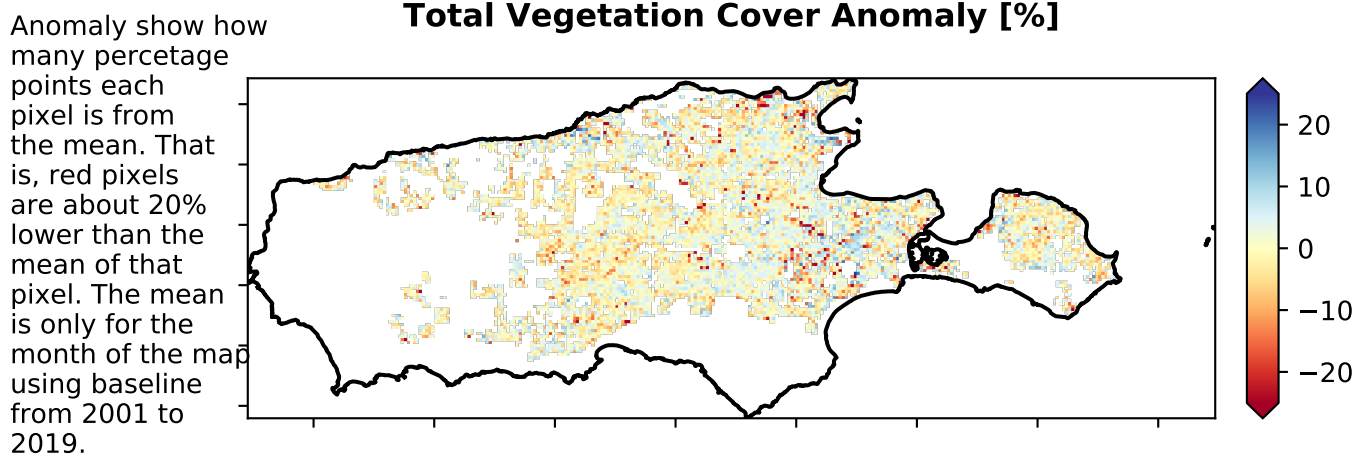 Total Vegetation Cover Anomaly [%]
Anomaly show how
many percetage
points each
pixel is from
the mean. That
is, red pixels
are about 20%
lower than the
mean of that
pixel. The mean
is only for the
month of the map
using baseline
from 2001 to
2019.
20
10
0
−10
−20